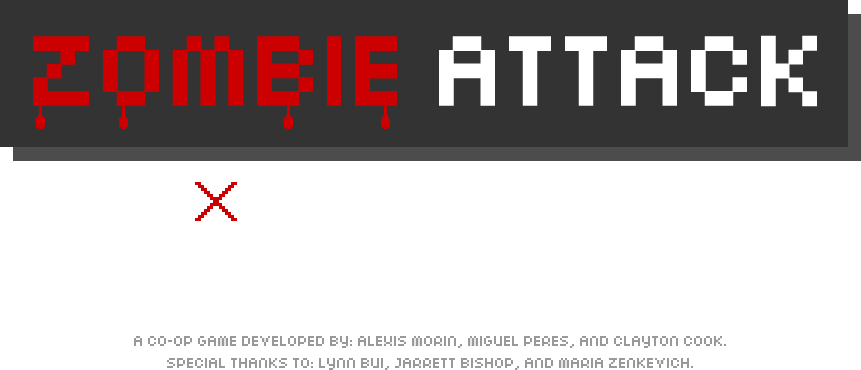 ZOMBIE ATTACK
A CO-OP GAME DEVELOPED BY: ALEXIS MORIN, MIGUEL PERES, AND CLAYTON COOK.
SPECIAL THANKS TO: LYNN BUI, JARRETT BISHOP, AND MARIA ZENKEVICH.